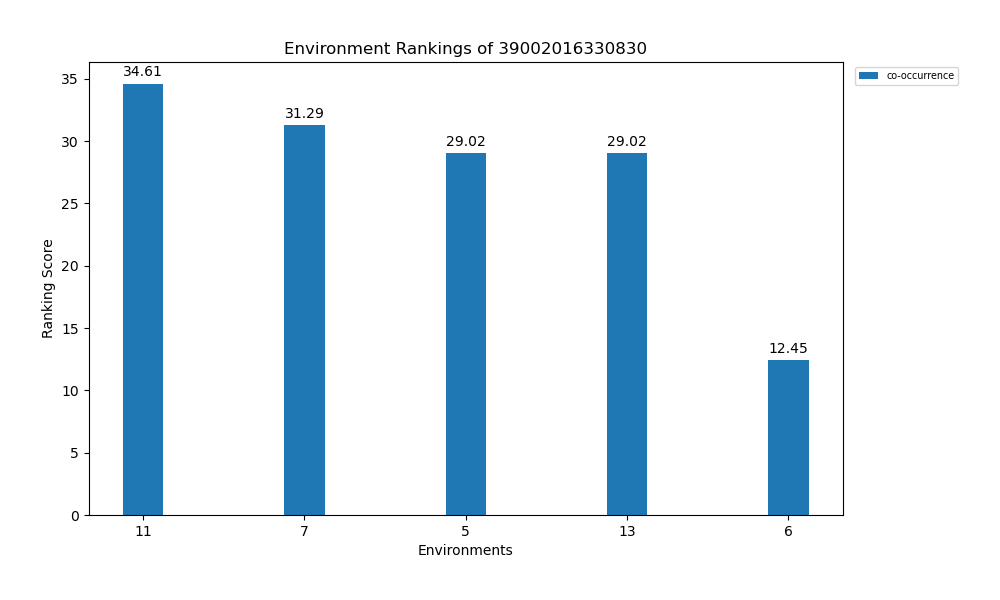 Environment Rankings of 39002016330830
co-occurrence
34.61
31.29
29.02
29.02
12.45
35
30
25
20
15
10
5
0
Ranking Score
11 7 5 13 6
Environments